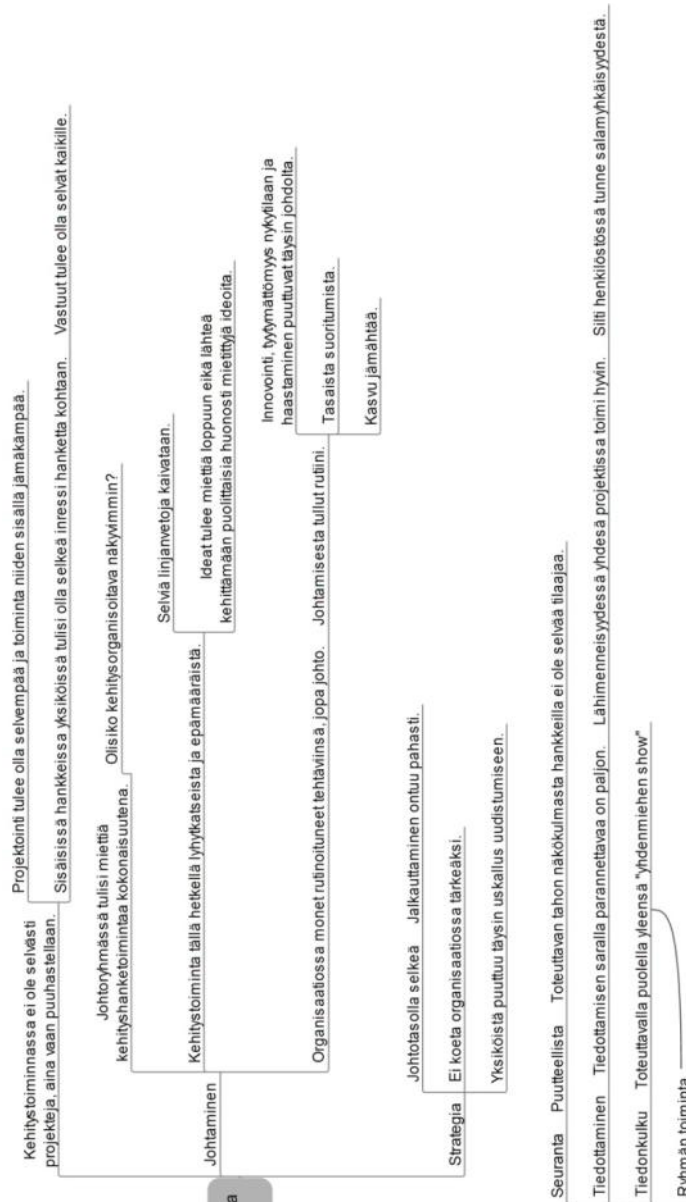 Projektointi tulee olla selvempää ja toiminta niiden sisällä jämäkämpää.
Kehitystoiminnassa ei ole selvästi
projekteja, aina vaan puuhastellaan.
Sisäisissä hankkeissa yksiköissä tulisi olla selkeä inressi hanketta kohtaan. Vastuut tulee olla selvät kaikille.
Johtoryhmässä tulisi miettiä
kehityshanketoimintaa kokonaisuutena.
Olisiko kehitysorganisoitava näkyvimmin?
Johtaminen
Kehitystoiminta tällä hetkellä lyhytkatseista ja epämääräistä.
Selviä linjanvetoja kaivataan.
Ideat tulee miettiä loppuun eikä lähteä
kehittämään puolittaisia huonosti mietittyjä ideoita.
Organisaatiossa monet rutinoituneet tehtäviinsä, jopa johto. Johtamisesta tullut rutiini.
Innovointi, tyytymättömyys nykytilaan ja
haastaminen puuttuvat täysin johdolta.
Tasaista suoritumista.
Kasvu jämähtää.
a
Strategia
Johtotasolla selkeä Jalkauttaminen ontuu pahasti.
Ei koeta organisaatiossa tärkeäksi.
Yksiköistä puuttuu täysin uskallus uudistumiseen.
Seuranta Puutteellista Toteuttavan tahon näkökulmasta hankkeilla ei ole selvää tilaajaa.
Tiedottaminen Tiedottamisen saralla parannettavaa on paljon. Lähimenneisyydessä yhdesä projektissa toimi hyvin. Silti henkilöstössä tunne salamyhkäisyydestä.
Tiedonkulku Toteuttavalla puolella yleensä "yhdenmiehen show"
Ryhmän toiminta